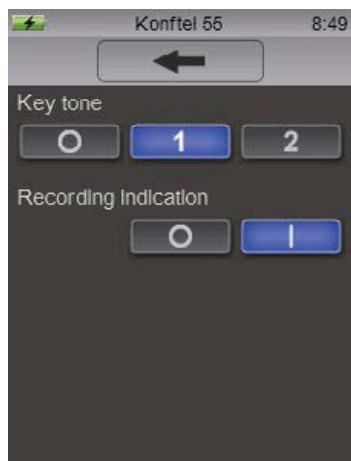 Konftel 55 8:49
Key tone
O 1 2
Recording Indication
O I